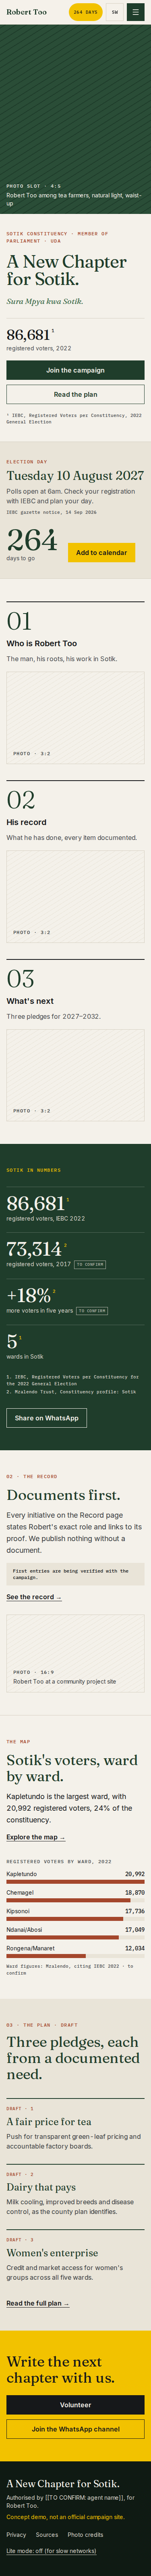 Robert Too
264 DAYS
SW
PHOTO SLOT · 4:5
Robert Too among tea farmers, natural light, waist-
up
SOTIK CONSTITUENCY · MEMBER OF
PARLIAMENT · UDA
A New Chapter
for Sotik.
Sura Mpya kwa Sotik.
86,681¹
registered voters, 2022
Join the campaign
Read the plan
¹ IEBC, Registered Voters per Constituency, 2022
General Election
ELECTION DAY
Tuesday 10 August 2027
Polls open at 6am. Check your registration
with IEBC and plan your day.
IEBC gazette notice, 14 Sep 2026
264
days to go
Add to calendar
01
Who is Robert Too
The man, his roots, his work in Sotik.
PHOTO · 3:2
02
His record
What he has done, every item documented.
PHOTO · 3:2
03
What's next
Three pledges for 2027–2032.
PHOTO · 3:2
SOTIK IN NUMBERS
86,681 1
registered voters, IEBC 2022
73,314 2
registered voters, 2017 TO CONFIRM
+18% 2
more voters in five years TO CONFIRM
5 1
wards in Sotik
1. IEBC, Registered Voters per Constituency for
the 2022 General Election
2. Mzalendo Trust, Constituency profile: Sotik
Share on WhatsApp
02 · THE RECORD
Documents first.
Every initiative on the Record page
states Robert's exact role and links to its
proof. We publish nothing without a
document.
First entries are being verified with the
campaign.
See the record →
PHOTO · 16:9
Robert Too at a community project site
THE MAP
Sotik's voters, ward
by ward.
Kapletundo is the largest ward, with
20,992 registered voters, 24% of the
constituency.
Explore the map →
REGISTERED VOTERS BY WARD, 2022
Kapletundo 20,992
Chemagel 18,870
Kipsonoi 17,736
Ndanai/Abosi 17,049
Rongena/Manaret 12,034
Ward figures: Mzalendo, citing IEBC 2022 · to
confirm
03 · THE PLAN · DRAFT
Three pledges, each
from a documented
need.
DRAFT · 1
A fair price for tea
Push for transparent green-leaf pricing and
accountable factory boards.
DRAFT · 2
Dairy that pays
Milk cooling, improved breeds and disease
control, as the county plan identifies.
DRAFT · 3
Women's enterprise
Credit and market access for women's
groups across all five wards.
Read the full plan →
Write the next
chapter with us.
Volunteer
Join the WhatsApp channel
A New Chapter for Sotik.
Authorised by [[TO CONFIRM agent name]], for
Robert Too.
Concept demo, not an official campaign site.
Privacy Sources Photo credits
Lite mode: off (for slow networks)